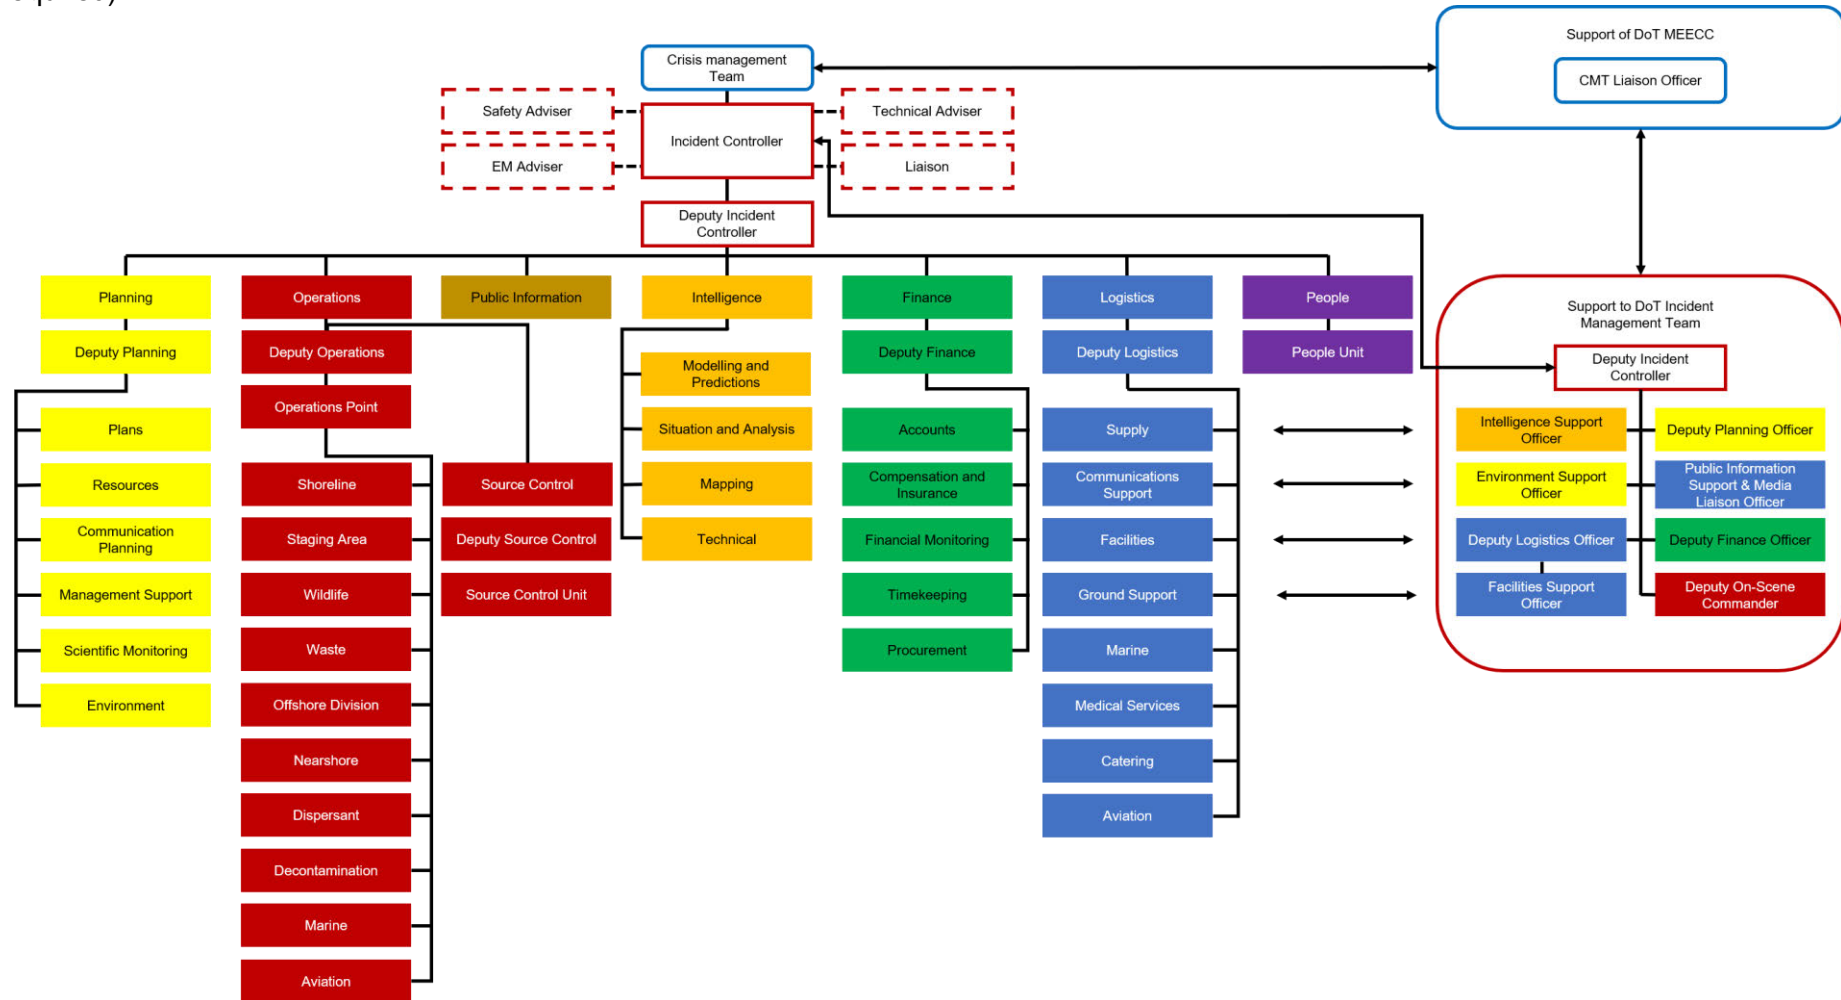 Support of DoT MEECC
CMT Liaison Officer
Crisis management
Team
Safety Adviser
Technical Adviser
Incident Controller
EM Adviser
Liaison
Deputy Incident
Controller
Planning
Operations
Public Information
Intelligence
Finance
Logistics
People
Deputy Planning
Deputy Operations
Deputy Finance
Deputy Logistics
People Unit
Operations Point
Plans
Resources
Communication
Planning
Management Support
Scientific Monitoring
Environment
Shoreline
Staging Area
Wildlife
Waste
Offshore Division
Nearshore
Dispersant
Decontamination
Marine
Aviation
Source Control
Deputy Source Control
Source Control Unit
Modelling and
Predictions
Situation and Analysis
Mapping
Technical
Accounts
Compensation and
Insurance
Financial Monitoring
Timekeeping
Procurement
Supply
Communications
Support
Facilities
Ground Support
Marine
Medical Services
Catering
Aviation
Support to DoT Incident
Management Team
Deputy Incident
Controller
Intelligence Support
Officer
Deputy Planning Officer
Environment Support
Officer
Public Information
Support & Media
Liaison Officer
Deputy Logistics Officer
Deputy Finance Officer
Facilities Support
Officer
Deputy On-Scene
Commander